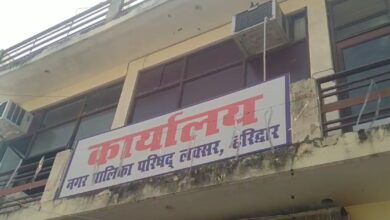 कार्यालय
नगर पालिका परिषद् लक्सर, हरिद्वार